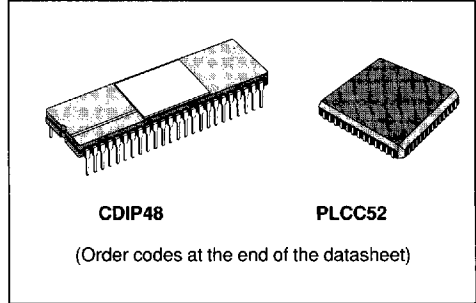 CDIP48 PLCC52
(Order codes at the end of the datasheet)